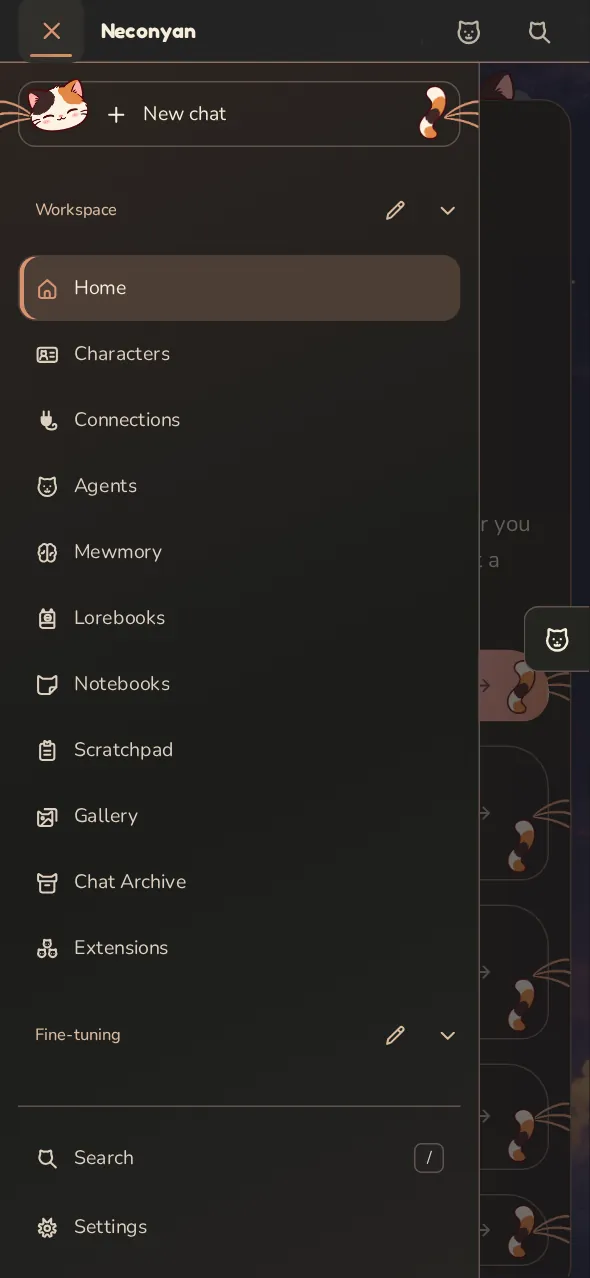 Neconyan
New chat
Workspace
Home
Characters
Connections
Agents
Mewmory
Lorebooks
Notebooks
Scratchpad
Gallery
Chat Archive
Extensions
Fine-tuning
Search /
Settings
r you
a